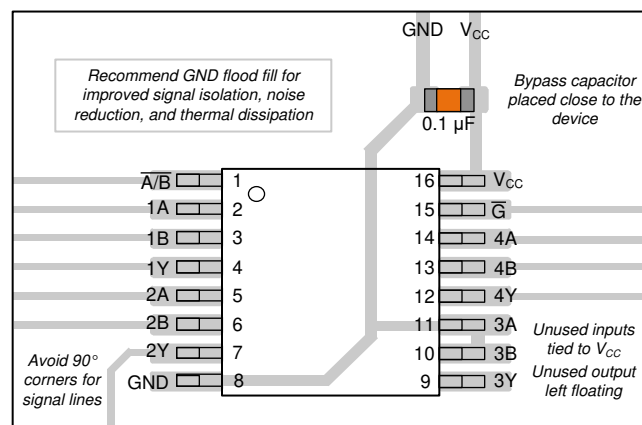 GND VCC
Recommend GND flood fill for
improved signal isolation, noise
reduction, and thermal dissipation
Bypass capacitor
placed close to the
device
0.1 µF
A̅/̅B̅ 1 16 VCC
1A 2 15 G̅
1B 3 14 4A
1Y 4 13 4B
2A 5 12 4Y
2B 6 11 3A
2Y 7 10 3B
GND 8 9 3Y
Unused inputs
tied to VCC
Unused output
left floating
Avoid 90°
corners for
signal lines